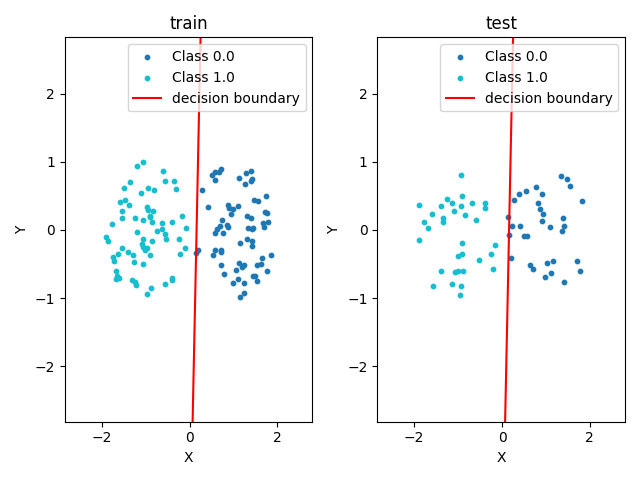 train
Class 0.0
Class 1.0
decision boundary
2
1
0
−1
−2
Y
−2
0
2
X
test
Class 0.0
Class 1.0
decision boundary
2
1
0
−1
−2
Y
−2
0
2
X